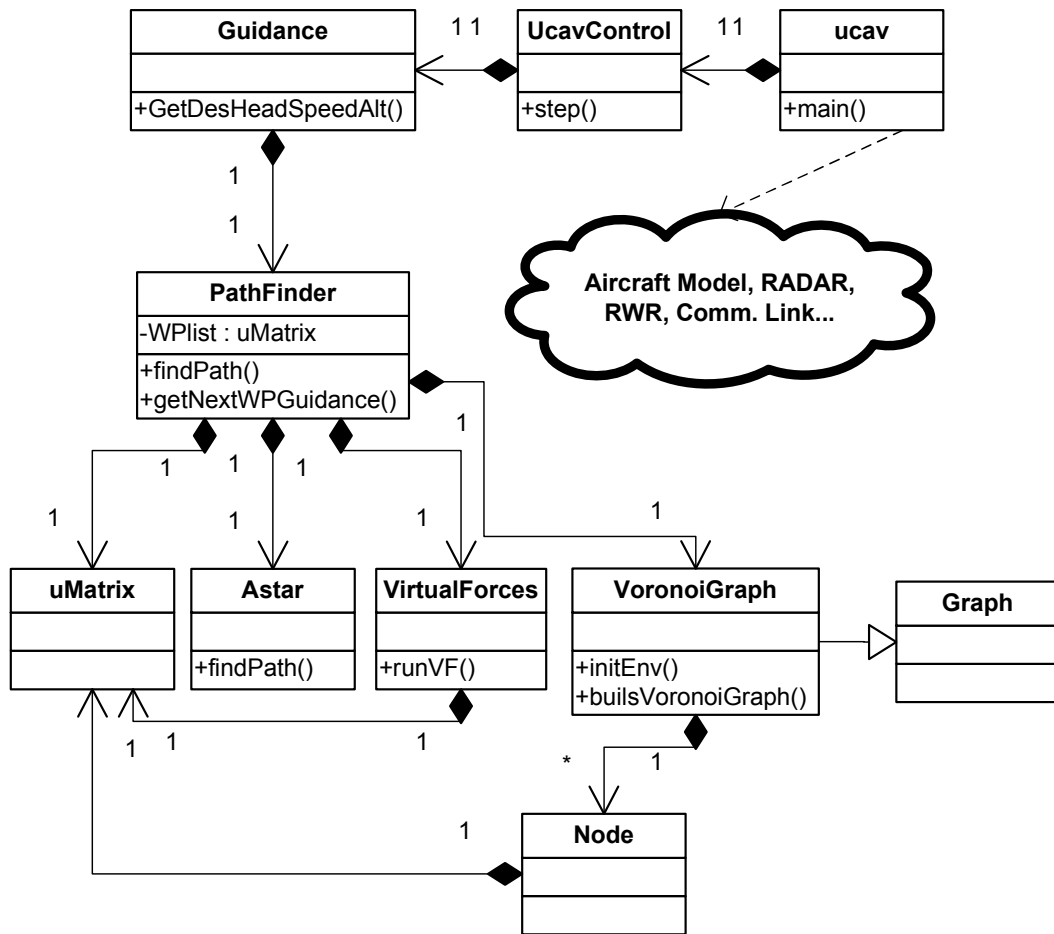 Guidance
+GetDesHeadSpeedAlt()
1 1
UcavControl
+step()
1 1
ucav
+main()
1
1
Aircraft Model, RADAR,
RWR, Comm. Link...
PathFinder
-WPlist : uMatrix
+findPath()
+getNextWPGuidance()
1
1
1
1
1
1
1
1
uMatrix
Astar
+findPath()
VirtualForces
+runVF()
VoronoiGraph
+initEnv()
+builsVoronoiGraph()
Graph
1
1
1
*
1
1
Node